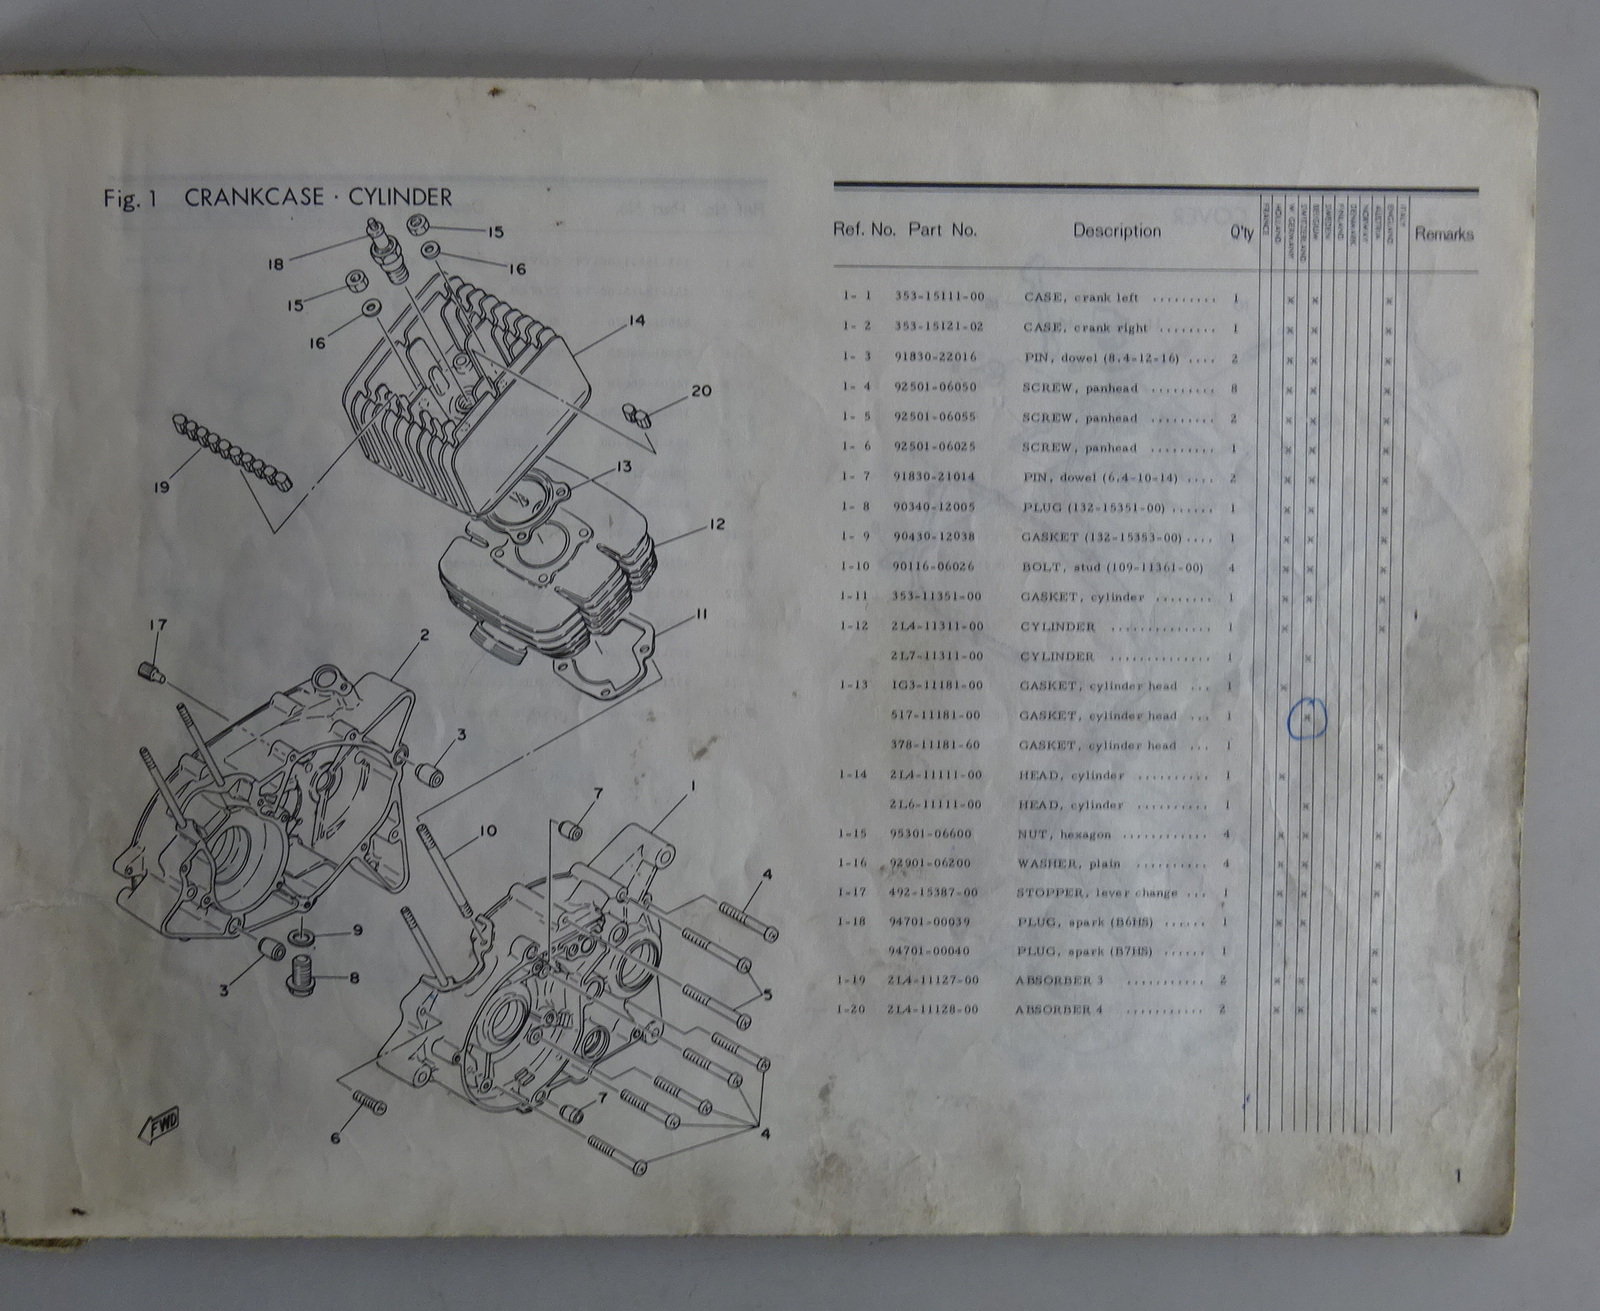 Fig. 1 CRANKCASE · CYLINDER
15
18
16
15
16
14
20
19
13
12
11
17
2
3
7
1
10
4
9
3
8
5
7
6
4
FWD
Ref. No. Part No. Description Q'ty FRANCE HOLLAND W. GERMANY SWITZERLAND BELGIUM SWEDEN FINLAND DENMARK NORWAY AUSTRIA ENGLAND ITALY Remarks
1- 1 353-15111-00 CASE, crank left ......... 1 × × ×
1- 2 353-15121-02 CASE, crank right ........ 1 × × ×
1- 3 91830-22016 PIN, dowel (8.4-12-16) .... 2 × × ×
1- 4 92501-06050 SCREW, panhead ......... 8 × × ×
1- 5 92501-06055 SCREW, panhead ......... 2 × × ×
1- 6 92501-06025 SCREW, panhead ......... 1 × × ×
1- 7 91830-21014 PIN, dowel (6.4-10-14) .... 2 × × ×
1- 8 90340-12005 PLUG (132-15351-00) ...... 1 × × ×
1- 9 90430-12038 GASKET (132-15353-00) .... 1 × × ×
1-10 90116-06026 BOLT, stud (109-11361-00) 4 × × ×
1-11 353-11351-00 GASKET, cylinder ........ 1 × × ×
1-12 2L4-11311-00 CYLINDER .............. 1 × ×
2L7-11311-00 CYLINDER .............. 1 ×
1-13 1G3-11181-00 GASKET, cylinder head ... 1 ×
517-11181-00 GASKET, cylinder head ... 1 ×
378-11181-60 GASKET, cylinder head ... 1 ×
1-14 2L4-11111-00 HEAD, cylinder .......... 1 × ×
2L6-11111-00 HEAD, cylinder .......... 1 ×
1-15 95301-06600 NUT, hexagon ............ 4 × × ×
1-16 92901-06200 WASHER, plain .......... 4 × × ×
1-17 492-15387-00 STOPPER, lever change ... 1 × × ×
1-18 94701-00039 PLUG, spark (B6HS) ...... 1 × ×
94701-00040 PLUG, spark (B7HS) ...... 1 ×
1-19 2L4-11127-00 ABSORBER 3 ........... 2 × × ×
1-20 2L4-11128-00 ABSORBER 4 ........... 2 × × ×
1